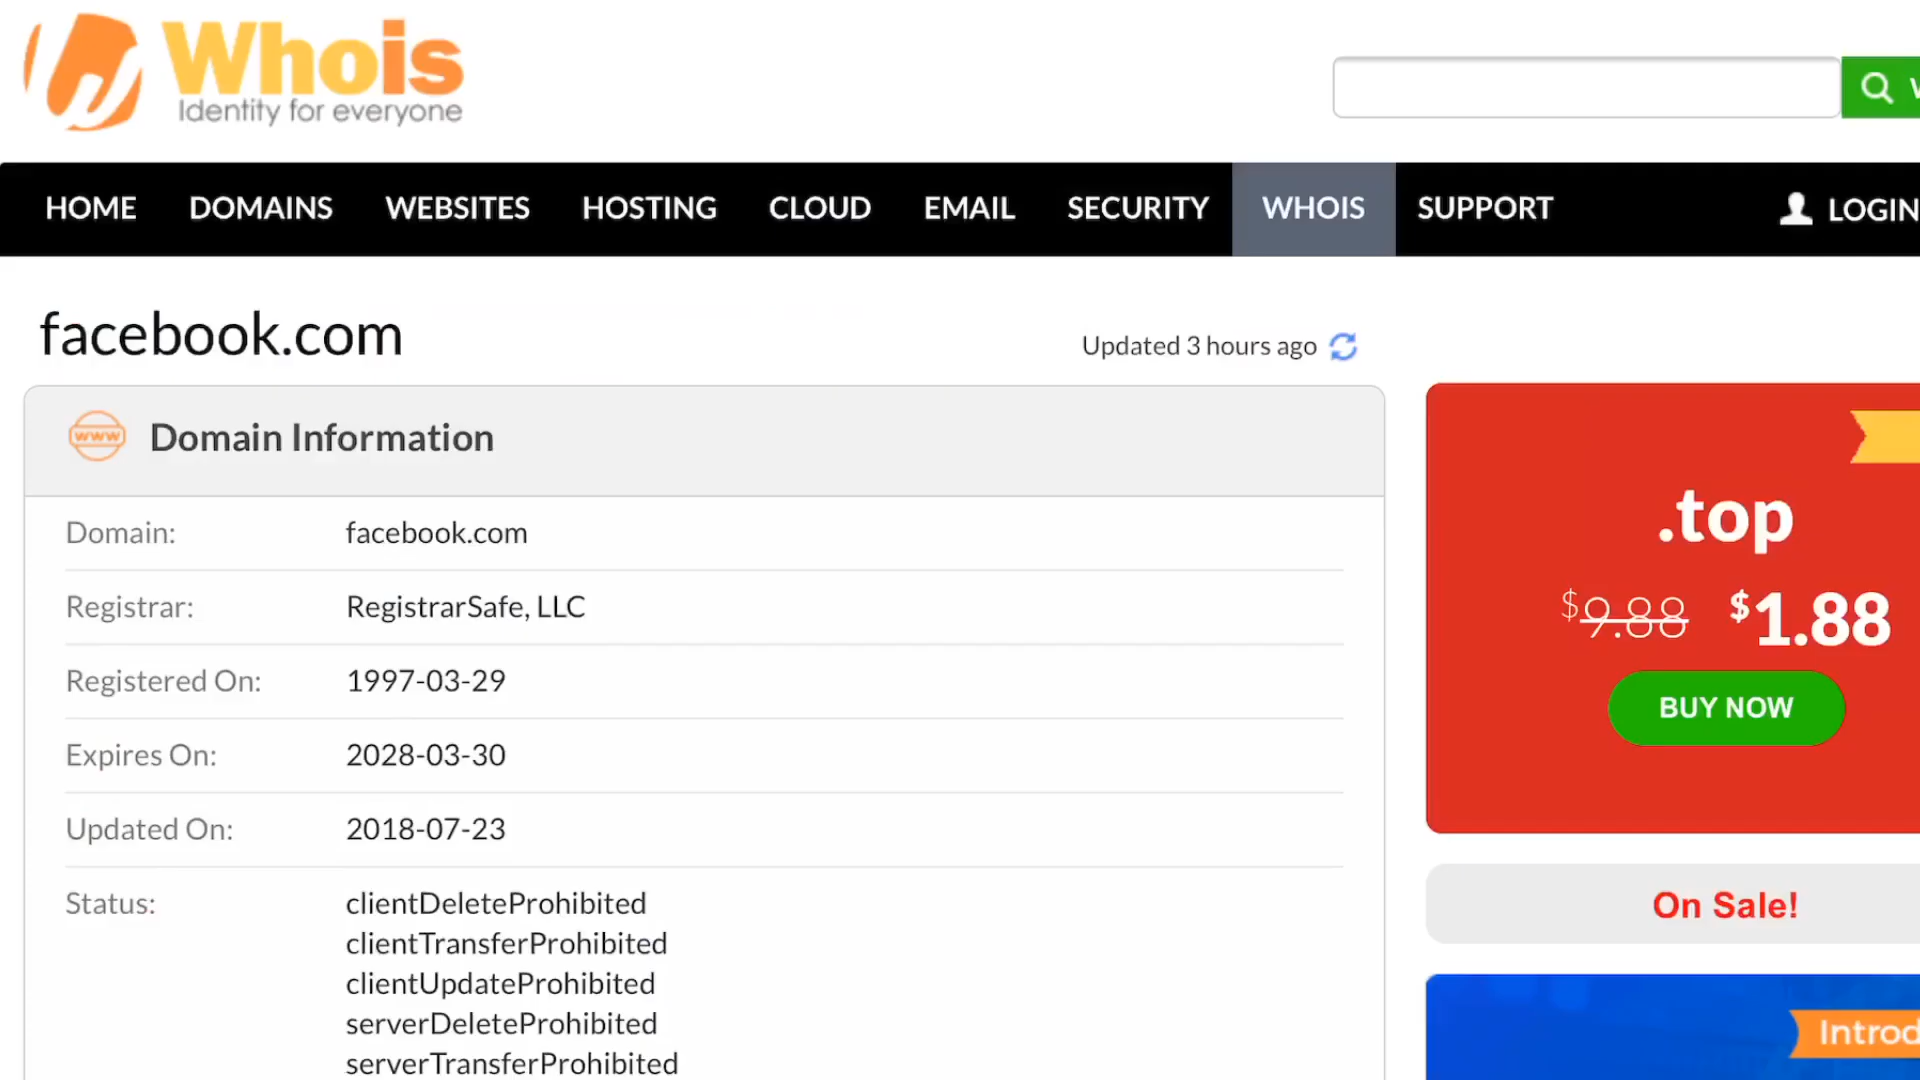 Whois
Identity for everyone
HOME DOMAINS WEBSITES HOSTING CLOUD EMAIL SECURITY WHOIS SUPPORT LOGIN
facebook.com
Updated 3 hours ago
www
Domain Information
Domain: facebook.com
Registrar: RegistrarSafe, LLC
Registered On: 1997-03-29
Expires On: 2028-03-30
Updated On: 2018-07-23
Status: clientDeleteProhibited
clientTransferProhibited
clientUpdateProhibited
serverDeleteProhibited
serverTransferProhibited
.top
$9.88 $1.88
BUY NOW
On Sale!